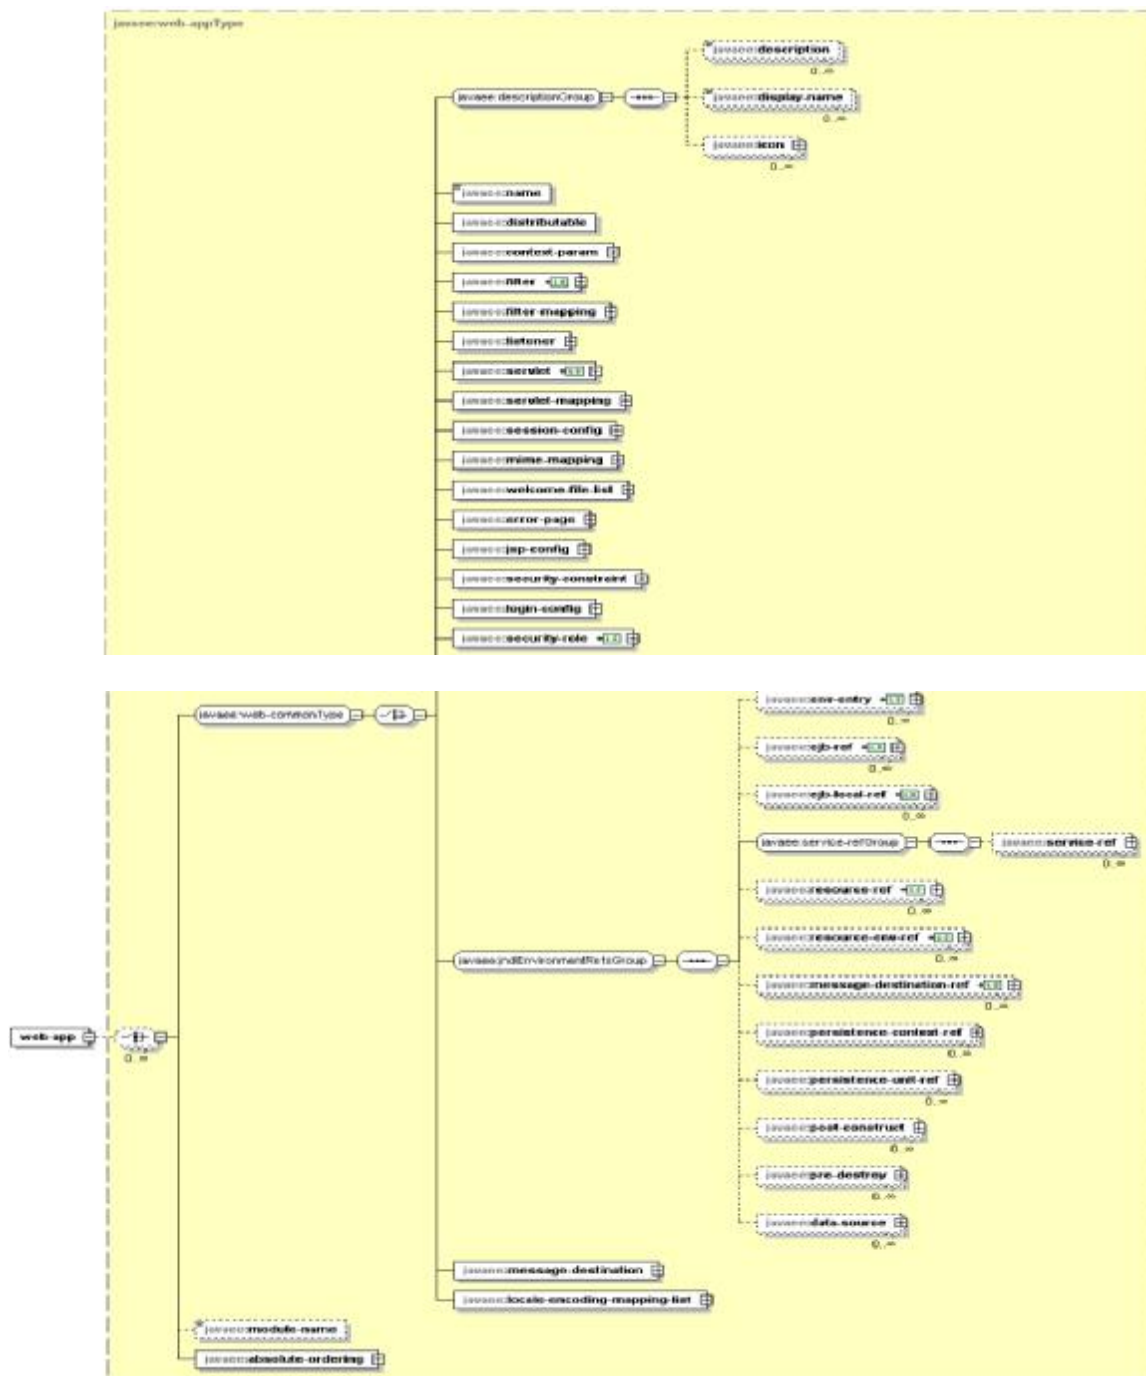 javaee:web-appType
javaee:description
0..∞
javaee:descriptionGroup
javaee:display-name
0..∞
javaee:icon
0..∞
javaee:name
javaee:distributable
javaee:context-param
javaee:filter
javaee:filter-mapping
javaee:listener
javaee:servlet
javaee:servlet-mapping
javaee:session-config
javaee:mime-mapping
javaee:welcome-file-list
javaee:error-page
javaee:jsp-config
javaee:security-constraint
javaee:login-config
javaee:security-role
javaee:env-entry
0..∞
javaee:web-commonType
javaee:ejb-ref
0..∞
javaee:ejb-local-ref
0..∞
javaee:service-refGroup
javaee:service-ref
0..∞
javaee:resource-ref
0..∞
javaee:resource-env-ref
0..∞
javaee:jndiEnvironmentRefsGroup
javaee:message-destination-ref
0..∞
web-app
0..∞
javaee:persistence-context-ref
0..∞
javaee:persistence-unit-ref
0..∞
javaee:post-construct
0..∞
javaee:pre-destroy
0..∞
javaee:data-source
0..∞
javaee:message-destination
javaee:locale-encoding-mapping-list
javaee:module-name
javaee:absolute-ordering